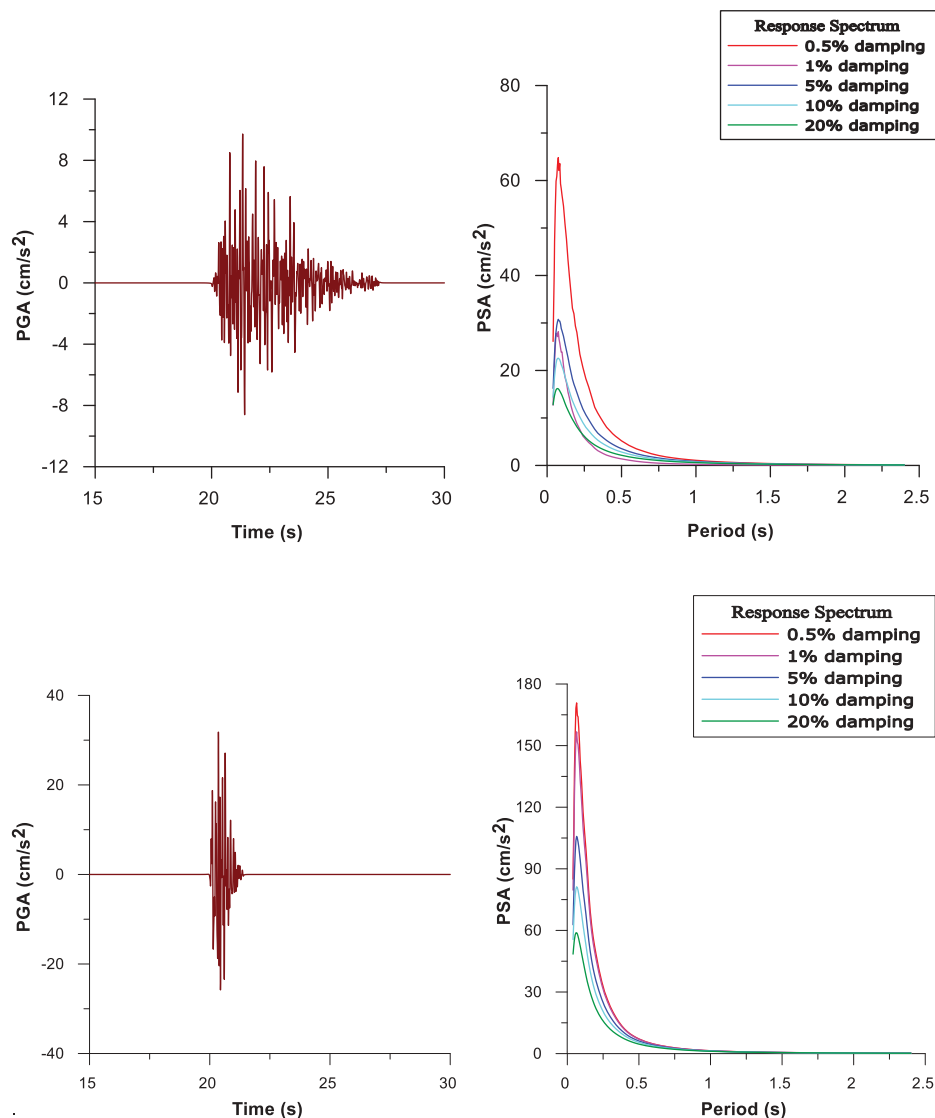 Response Spectrum
0.5% damping
1% damping
5% damping
10% damping
20% damping
12
8
4
0
-4
-8
-12
PGA (cm/s2)
15 20 25 30
Time (s)
80
60
40
20
0
PSA (cm/s2)
0 0.5 1 1.5 2 2.5
Period (s)
Response Spectrum
0.5% damping
1% damping
5% damping
10% damping
20% damping
40
20
0
-20
-40
PGA (cm/s2)
15 20 25 30
Time (s)
180
150
120
90
60
30
0
PSA (cm/s2)
0 0.5 1 1.5 2 2.5
Period (s)